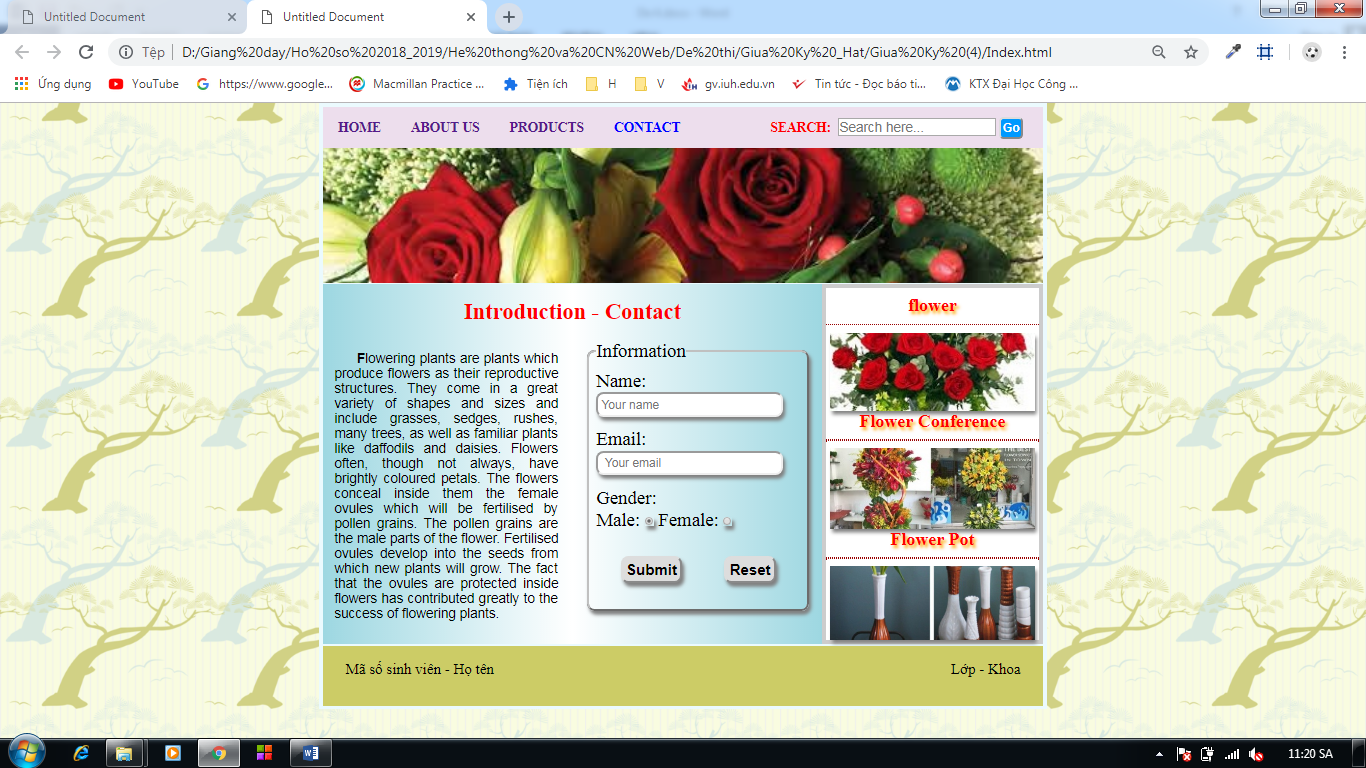 Untitled Document
Untitled Document
Tệp
D:/Giang%20day/Ho%20so%202018_2019/He%20thong%20va%20CN%20Web/De%20thi/Giua%20Ky%20_Hat/Giua%20Ky%20(4)/Index.html
Ứng dụng
YouTube
https://www.google...
Macmillan Practice ...
Tiện ích
H
V
gv.iuh.edu.vn
Tin tức - Đọc báo ti...
KTX Đại Học Công ...
HOME
ABOUT US
PRODUCTS
CONTACT
SEARCH:
Search here...
Go
Introduction - Contact
Flowering plants are plants which
produce flowers as their reproductive
structures. They come in a great
variety of shapes and sizes and
include grasses, sedges, rushes,
many trees, as well as familiar plants
like daffodils and daisies. Flowers
often, though not always, have
brightly coloured petals. The flowers
conceal inside them the female
ovules which will be fertilised by
pollen grains. The pollen grains are
the male parts of the flower. Fertilised
ovules develop into the seeds from
which new plants will grow. The fact
that the ovules are protected inside
flowers has contributed greatly to the
success of flowering plants.
Information
Name:
Your name
Email:
Your email
Gender:
Male:
Female:
Submit
Reset
flower
Flower Conference
Flower Pot
Mã số sinh viên - Họ tên
Lớp - Khoa
11:20 SA